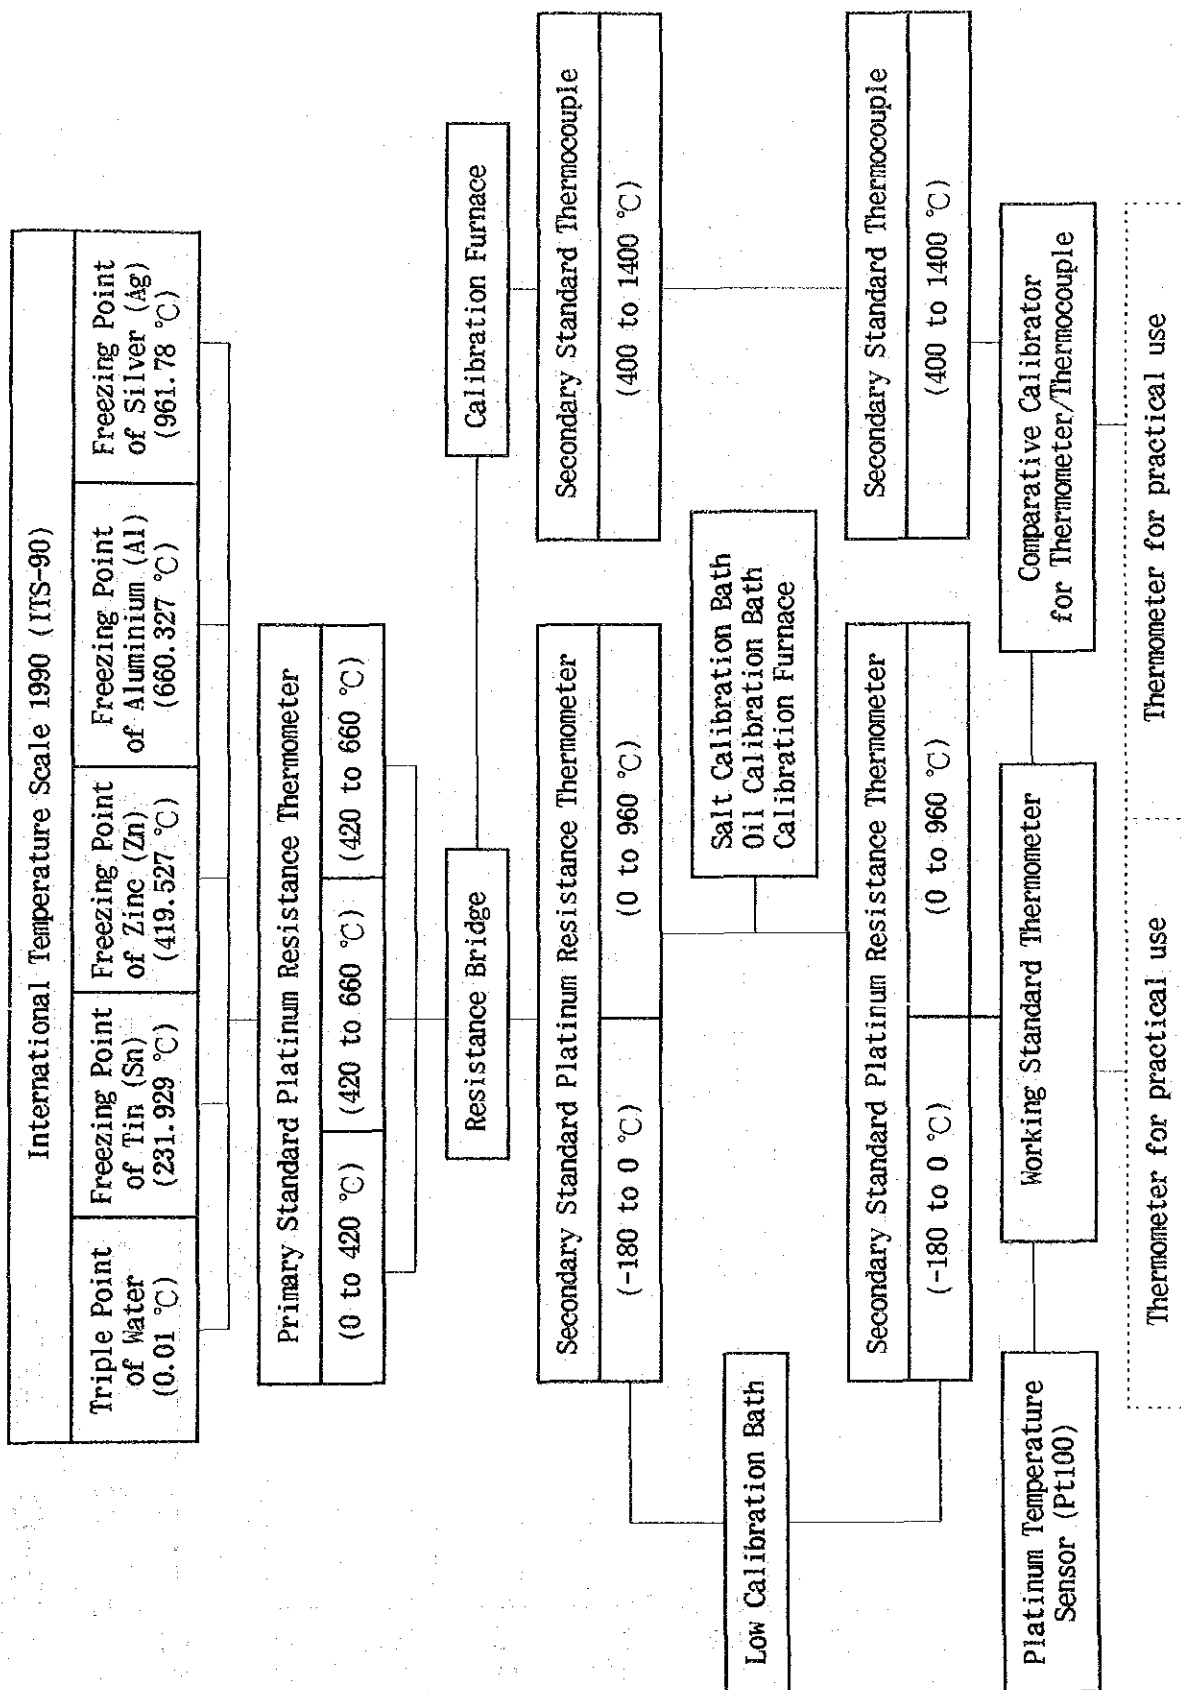 International Temperature Scale 1990 (ITS-90)
Triple Point
of Water
(0.01 ℃)
Freezing Point
of Tin (Sn)
(231.929 ℃)
Freezing Point
of Zinc (Zn)
(419.527 ℃)
Freezing Point
of Aluminium (Al)
(660.327 ℃)
Freezing Point
of Silver (Ag)
(961.78 ℃)
Primary Standard Platinum Resistance Thermometer
(0 to 420 ℃)
(420 to 660 ℃)
(420 to 660 ℃)
Resistance Bridge
Calibration Furnace
Secondary Standard Platinum Resistance Thermometer
(-180 to 0 ℃)
(0 to 960 ℃)
Secondary Standard Thermocouple
(400 to 1400 ℃)
Low Calibration Bath
Salt Calibration Bath
Oil Calibration Bath
Calibration Furnace
Secondary Standard Platinum Resistance Thermometer
(-180 to 0 ℃)
(0 to 960 ℃)
Secondary Standard Thermocouple
(400 to 1400 ℃)
Platinum Temperature
Sensor (Pt100)
Working Standard Thermometer
Comparative Calibrator
for Thermometer/Thermocouple
Thermometer for practical use
Thermometer for practical use